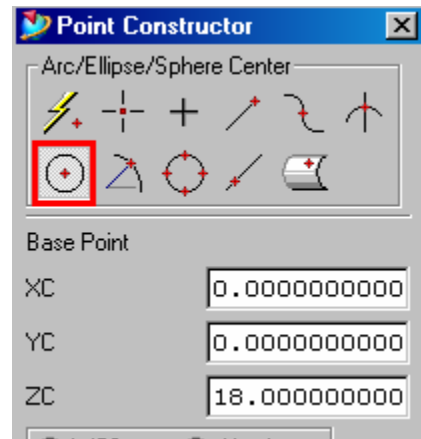 Point Constructor
Arc/Ellipse/Sphere Center
Base Point
XC 0.0000000000
YC 0.0000000000
ZC 18.000000000